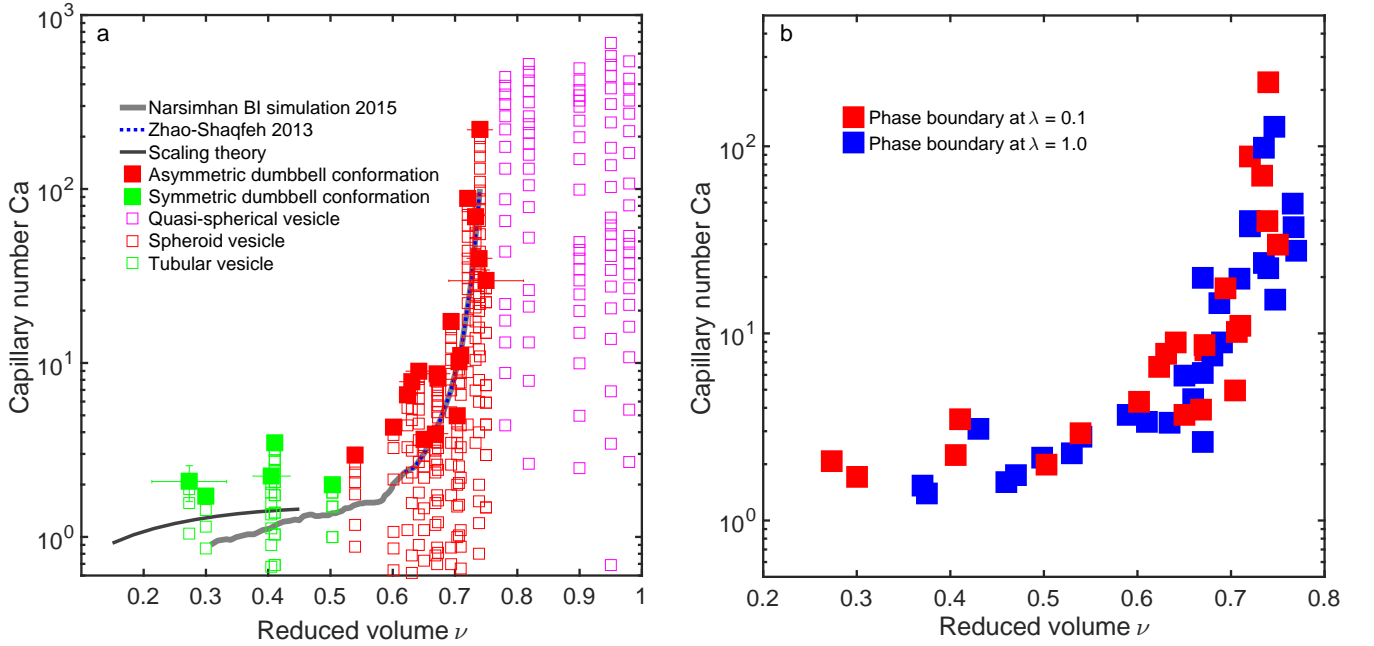 a
10³
10²
10¹
10⁰
Capillary number Ca
Narsimhan BI simulation 2015
Zhao-Shaqfeh 2013
Scaling theory
Asymmetric dumbbell conformation
Symmetric dumbbell conformation
Quasi-spherical vesicle
Spheroid vesicle
Tubular vesicle
0.2 0.3 0.4 0.5 0.6 0.7 0.8 0.9 1
Reduced volume ν
b
10²
10¹
10⁰
Capillary number Ca
Phase boundary at λ = 0.1
Phase boundary at λ = 1.0
0.2 0.3 0.4 0.5 0.6 0.7 0.8
Reduced volume ν